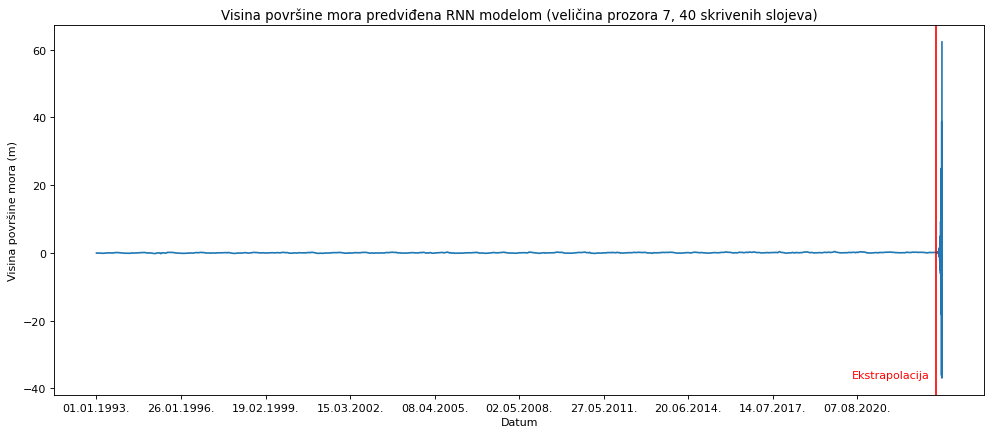 Visina površine mora predviđena RNN modelom (veličina prozora 7, 40 skrivenih slojeva)
Visina površine mora (m)
60
40
20
0
−20
−40
Ekstrapolacija
01.01.1993. 26.01.1996. 19.02.1999. 15.03.2002. 08.04.2005. 02.05.2008. 27.05.2011. 20.06.2014. 14.07.2017. 07.08.2020.
Datum